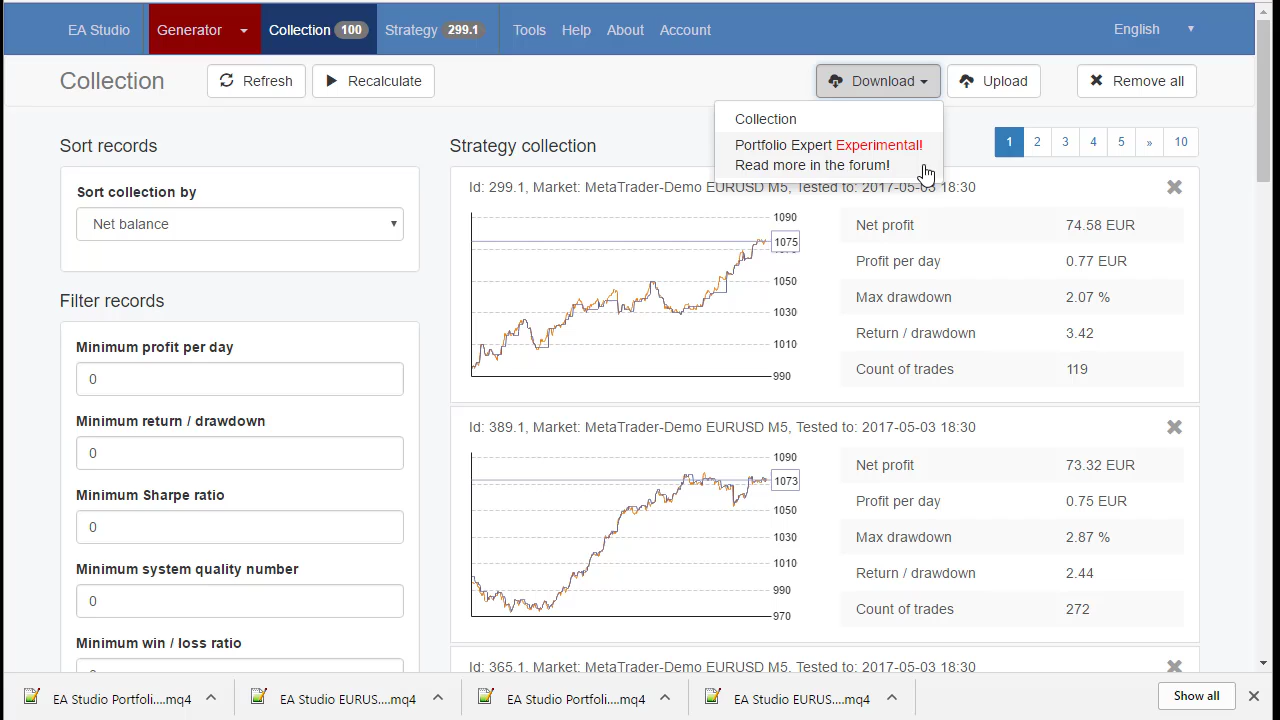 EA Studio Generator Collection 100 Strategy 299.1 Tools Help About Account English
Collection Refresh Recalculate Download Upload Remove all
Collection
Portfolio Expert Experimental!
Read more in the forum!
Sort records
Sort collection by
Net balance
Filter records
Minimum profit per day
0
Minimum return / drawdown
0
Minimum Sharpe ratio
0
Minimum system quality number
0
Minimum win / loss ratio
Strategy collection
1 2 3 4 5 » 10
Id: 299.1, Market: MetaTrader-Demo EURUSD M5, Tested to: 2017-05-03 18:30
1090
1075
1050
1030
1010
990
Net profit 74.58 EUR
Profit per day 0.77 EUR
Max drawdown 2.07 %
Return / drawdown 3.42
Count of trades 119
Id: 389.1, Market: MetaTrader-Demo EURUSD M5, Tested to: 2017-05-03 18:30
1090
1073
1050
1030
1010
990
970
Net profit 73.32 EUR
Profit per day 0.75 EUR
Max drawdown 2.87 %
Return / drawdown 2.44
Count of trades 272
Id: 365.1, Market: MetaTrader-Demo EURUSD M5, Tested to: 2017-05-03 18:30
EA Studio Portfoli....mq4 EA Studio EURUS....mq4 EA Studio Portfoli....mq4 EA Studio EURUS....mq4 Show all